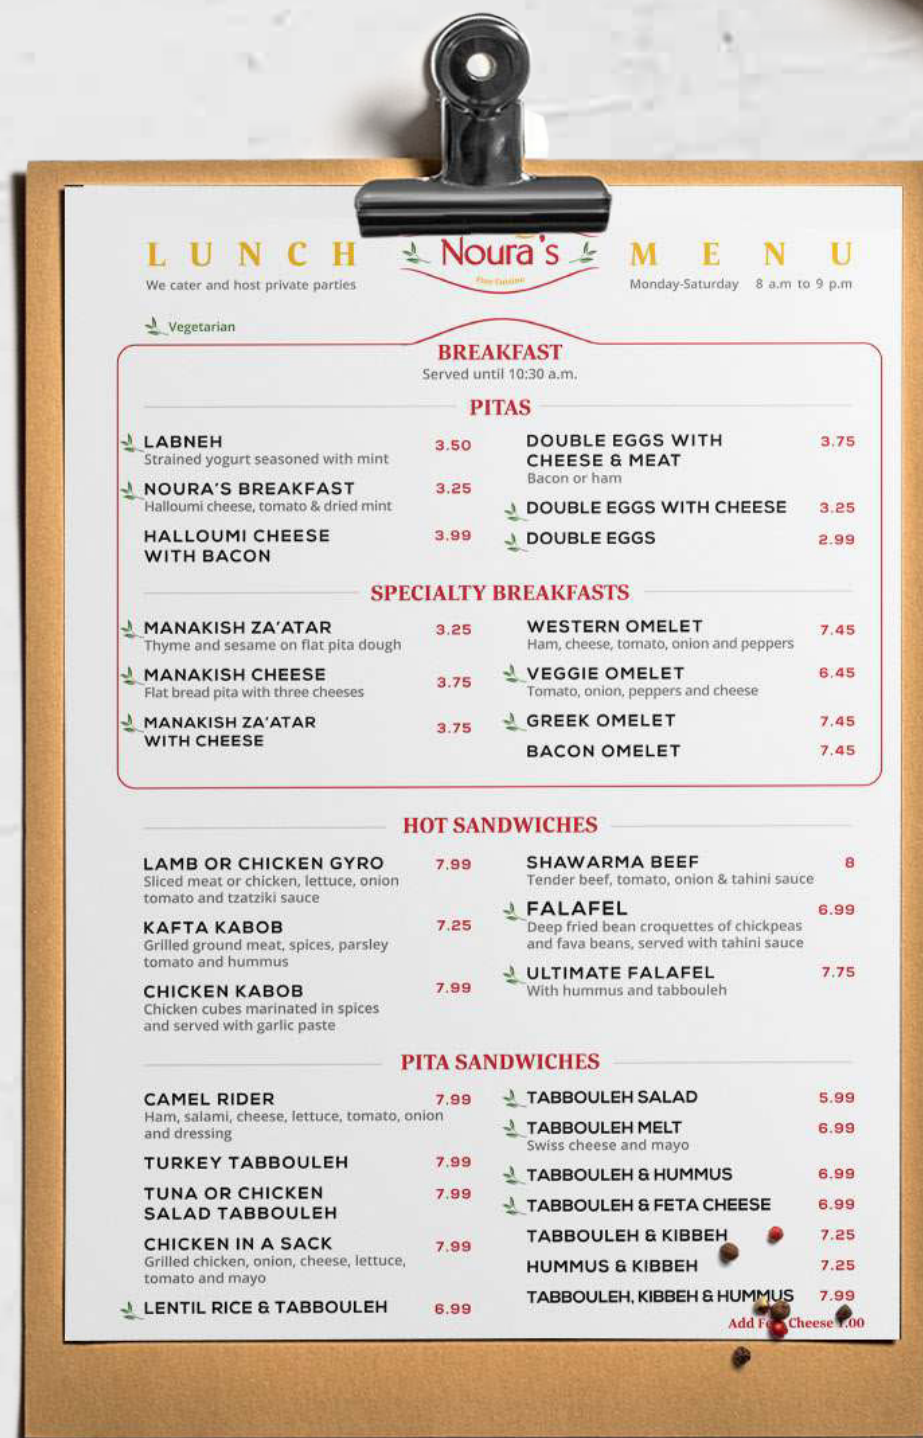 LUNCH
Noura's
MENU
Fine Cuisine
We cater and host private parties
Monday-Saturday 8 a.m to 9 p.m
Vegetarian
BREAKFAST
Served until 10:30 a.m.
PITAS
LABNEH 3.50
Strained yogurt seasoned with mint
NOURA'S BREAKFAST 3.25
Halloumi cheese, tomato & dried mint
HALLOUMI CHEESE 3.99
WITH BACON
DOUBLE EGGS WITH 3.75
CHEESE & MEAT
Bacon or ham
DOUBLE EGGS WITH CHEESE 3.25
DOUBLE EGGS 2.99
SPECIALTY BREAKFASTS
MANAKISH ZA'ATAR 3.25
Thyme and sesame on flat pita dough
MANAKISH CHEESE 3.75
Flat bread pita with three cheeses
MANAKISH ZA'ATAR 3.75
WITH CHEESE
WESTERN OMELET 7.45
Ham, cheese, tomato, onion and peppers
VEGGIE OMELET 6.45
Tomato, onion, peppers and cheese
GREEK OMELET 7.45
BACON OMELET 7.45
HOT SANDWICHES
LAMB OR CHICKEN GYRO 7.99
Sliced meat or chicken, lettuce, onion
tomato and tzatziki sauce
KAFTA KABOB 7.25
Grilled ground meat, spices, parsley
tomato and hummus
CHICKEN KABOB 7.99
Chicken cubes marinated in spices
and served with garlic paste
SHAWARMA BEEF 8
Tender beef, tomato, onion & tahini sauce
FALAFEL 6.99
Deep fried bean croquettes of chickpeas
and fava beans, served with tahini sauce
ULTIMATE FALAFEL 7.75
With hummus and tabbouleh
PITA SANDWICHES
CAMEL RIDER 7.99
Ham, salami, cheese, lettuce, tomato, onion
and dressing
TURKEY TABBOULEH 7.99
TUNA OR CHICKEN 7.99
SALAD TABBOULEH
CHICKEN IN A SACK 7.99
Grilled chicken, onion, cheese, lettuce,
tomato and mayo
LENTIL RICE & TABBOULEH 6.99
TABBOULEH SALAD 5.99
TABBOULEH MELT 6.99
Swiss cheese and mayo
TABBOULEH & HUMMUS 6.99
TABBOULEH & FETA CHEESE 6.99
TABBOULEH & KIBBEH 7.25
HUMMUS & KIBBEH 7.25
TABBOULEH, KIBBEH & HUMMUS 7.99
Add Cheese